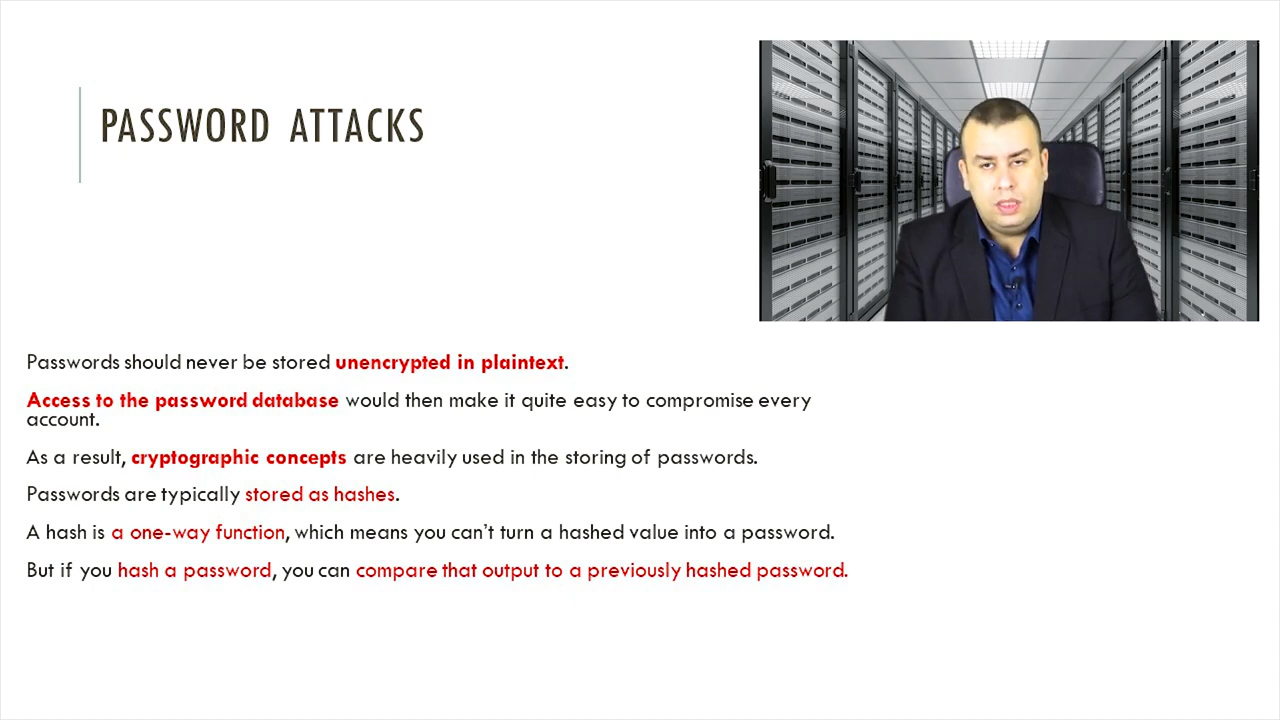 PASSWORD ATTACKS
Passwords should never be stored unencrypted in plaintext.
Access to the password database would then make it quite easy to compromise every
account.
As a result, cryptographic concepts are heavily used in the storing of passwords.
Passwords are typically stored as hashes.
A hash is a one-way function, which means you can’t turn a hashed value into a password.
But if you hash a password, you can compare that output to a previously hashed password.